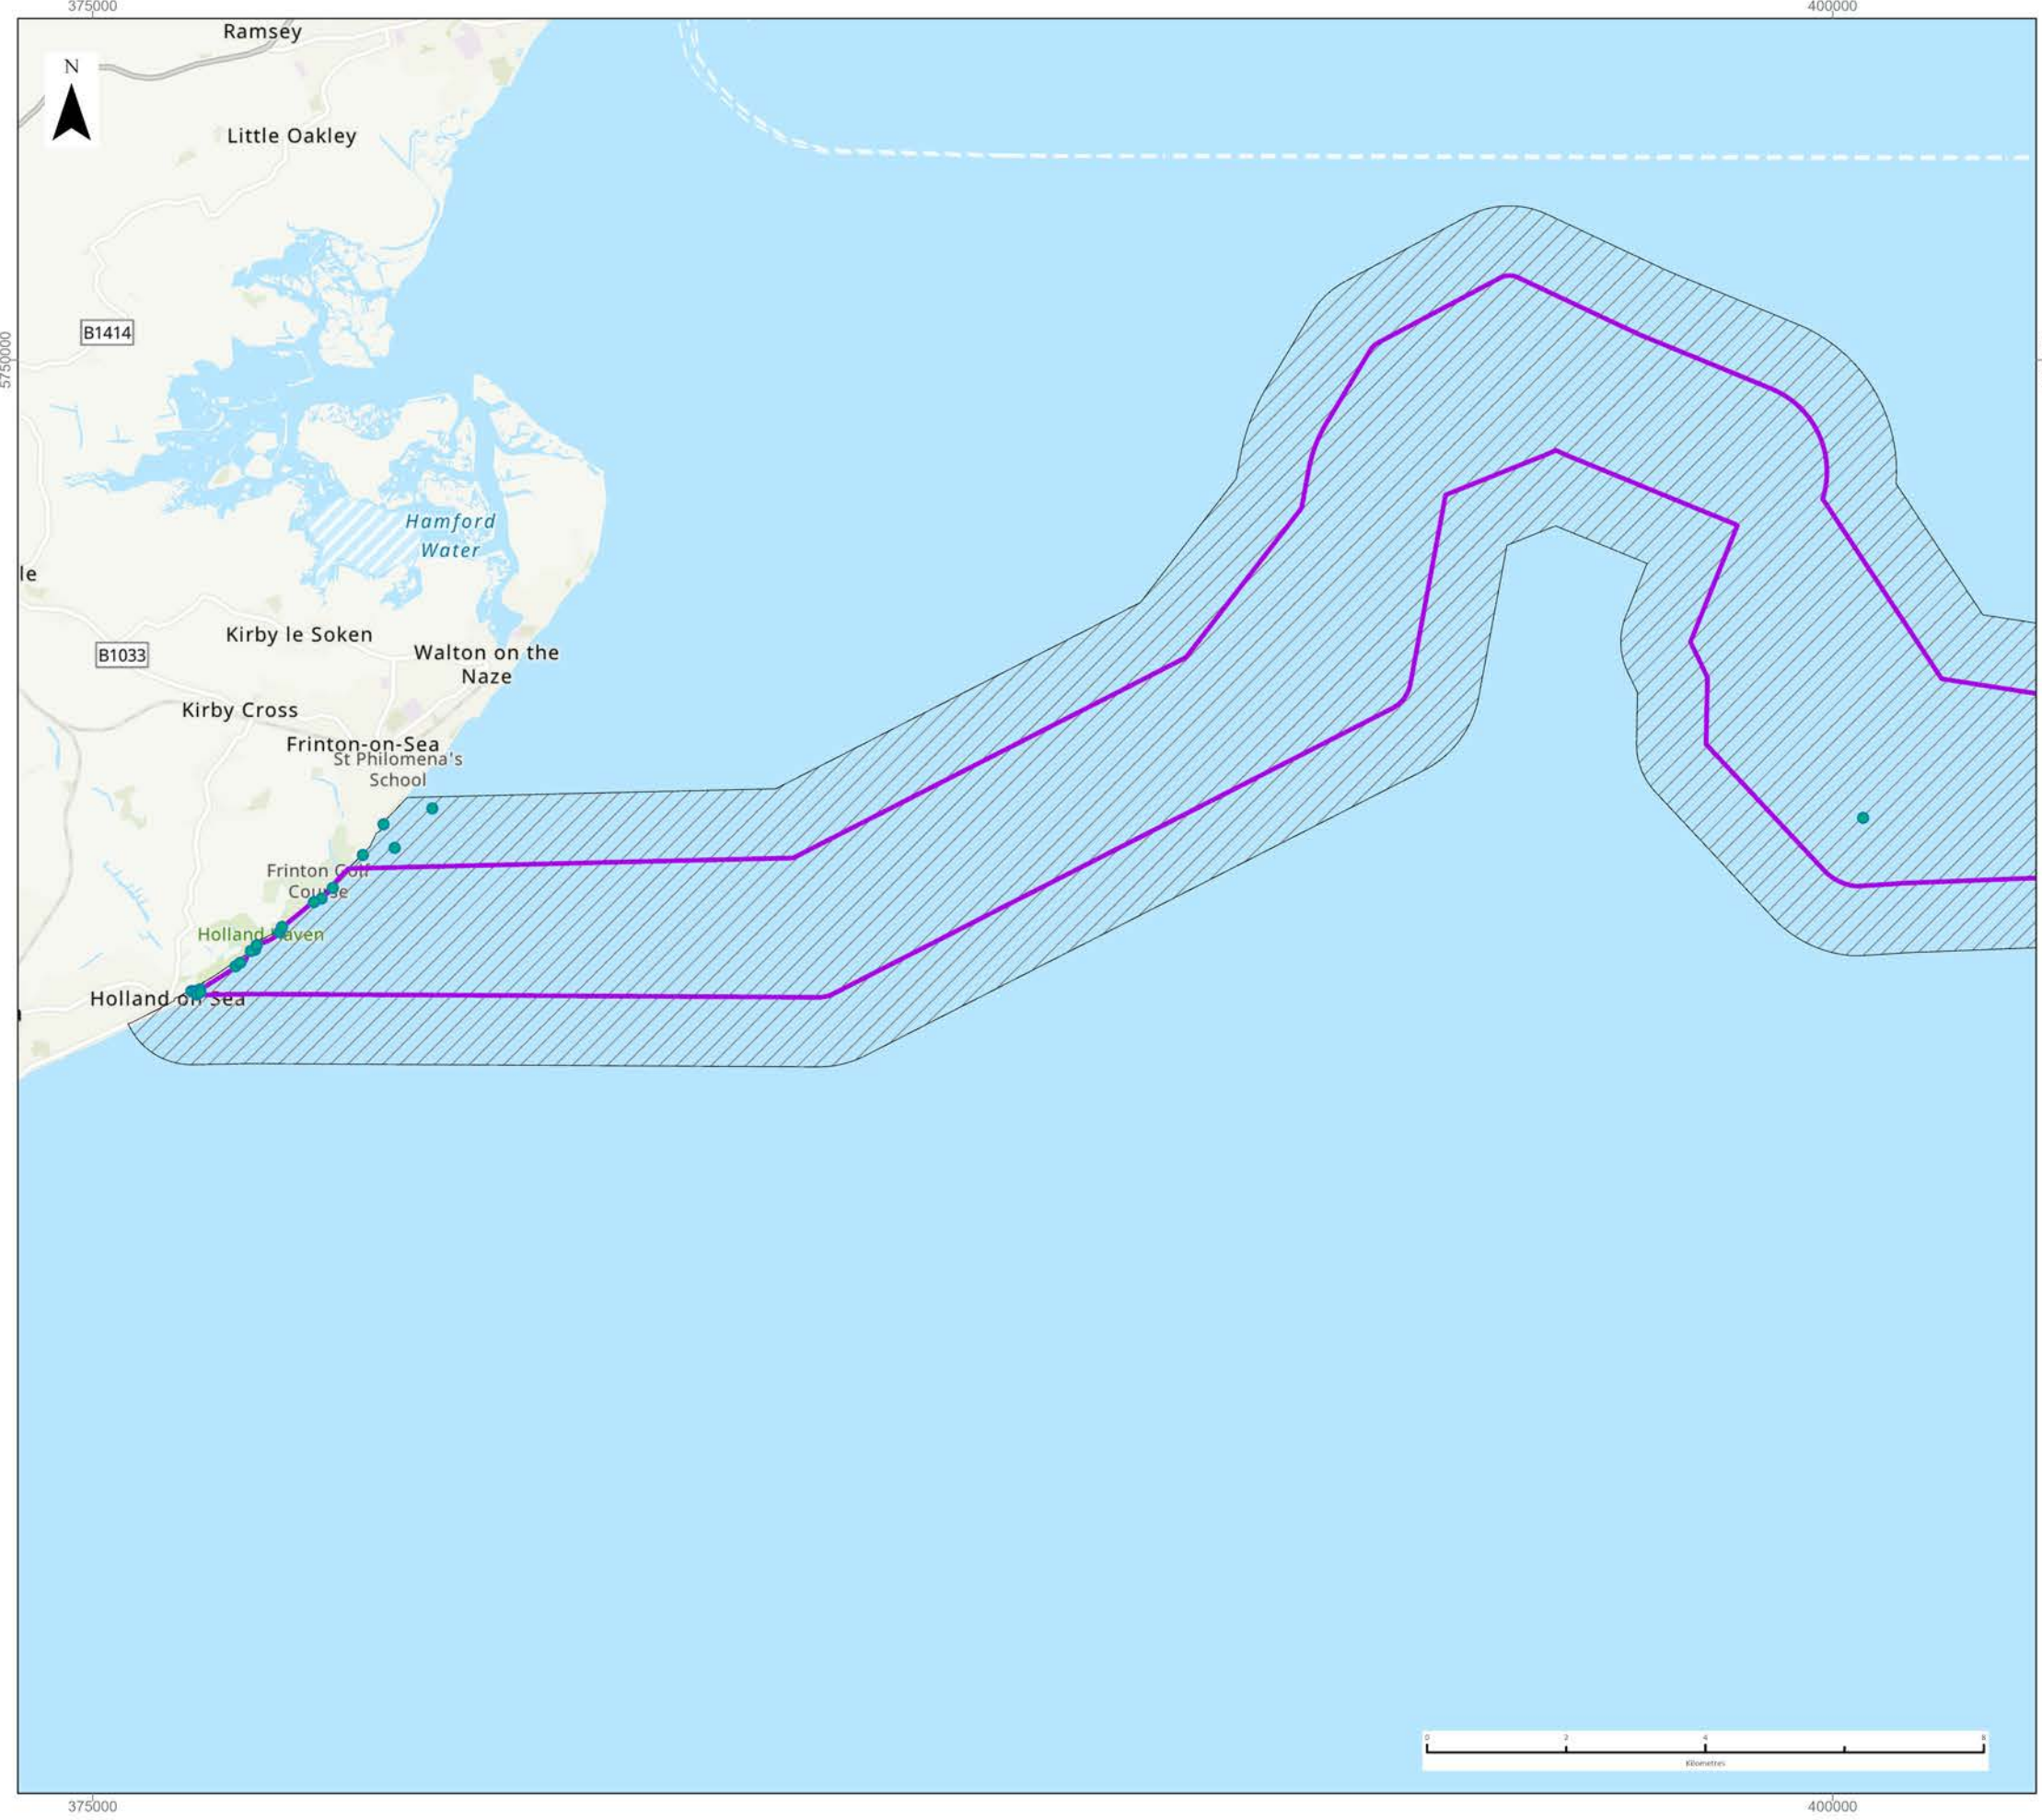 375000
400000
Ramsey
N
Little Oakley
B1414
575000
Hamford
Water
le
Kirby le Soken
B1033
Walton on the
Naze
Kirby Cross
Frinton-on-Sea
St Philomena's
School
Frinton Golf
Course
Holland Haven
Holland on Sea
0
2
4
8
Kilometres
375000
400000